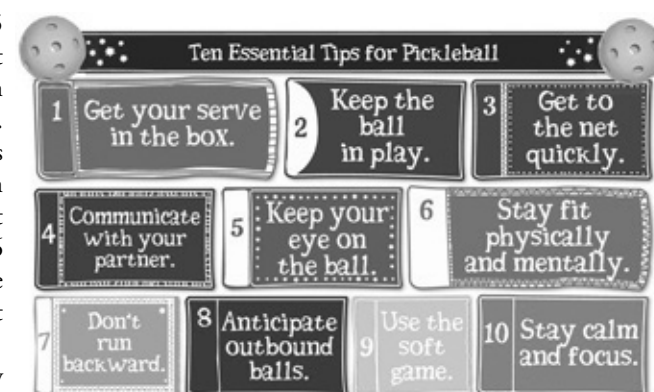 Ten Essential Tips for Pickleball
1
Get your serve
in the box.
2
Keep the
ball
in play.
3
Get to
the net
quickly.
4
Communicate
with your
partner.
5
Keep your
eye on
the ball.
6
Stay fit
physically
and mentally.
7
Don't
run
backward.
8
Anticipate
outbound
balls.
9
Use the
soft
game.
10
Stay calm
and focus.